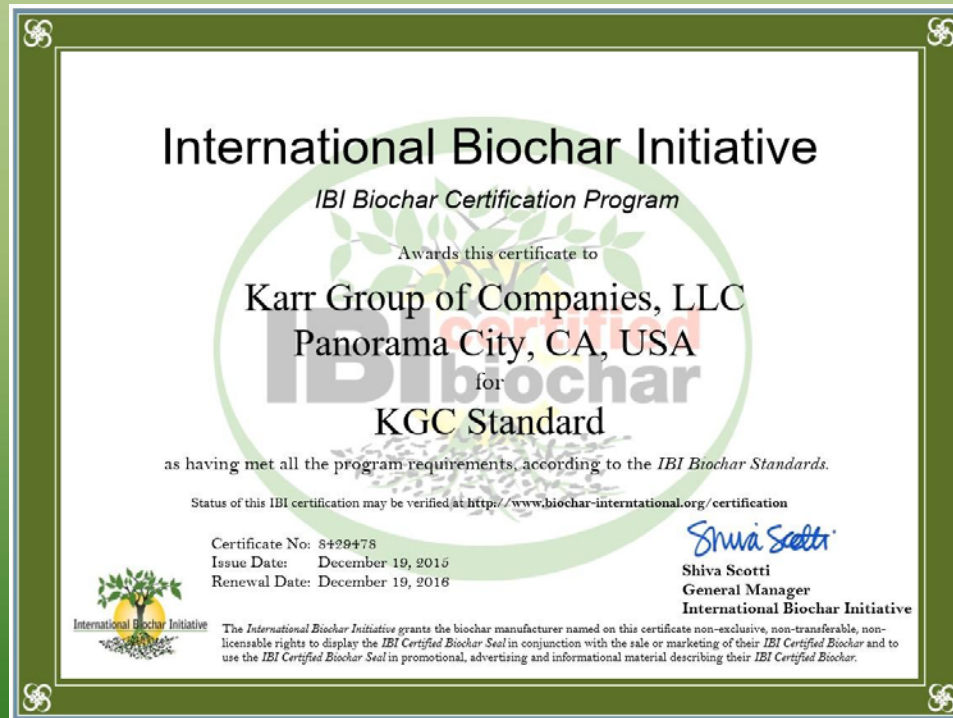 International Biochar Initiative
IBI Biochar Certification Program
Awards this certificate to
Karr Group of Companies, LLC
Panorama City, CA, USA
for
KGC Standard
IBI certified biochar
as having met all the program requirements, according to the IBI Biochar Standards.
Status of this IBI certification may be verified at http://www.biochar-interntational.org/certification
Certificate No: 8429478
Issue Date: December 19, 2015
Renewal Date: December 19, 2016
Shiva Scotti
Shiva Scotti
General Manager
International Biochar Initiative
International Biochar Initiative
The International Biochar Initiative grants the biochar manufacturer named on this certificate non-exclusive, non-transferable, non-
licensable rights to display the IBI Certified Biochar Seal in conjunction with the sale or marketing of their IBI Certified Biochar and to
use the IBI Certified Biochar Seal in promotional, advertising and informational material describing their IBI Certified Biochar.